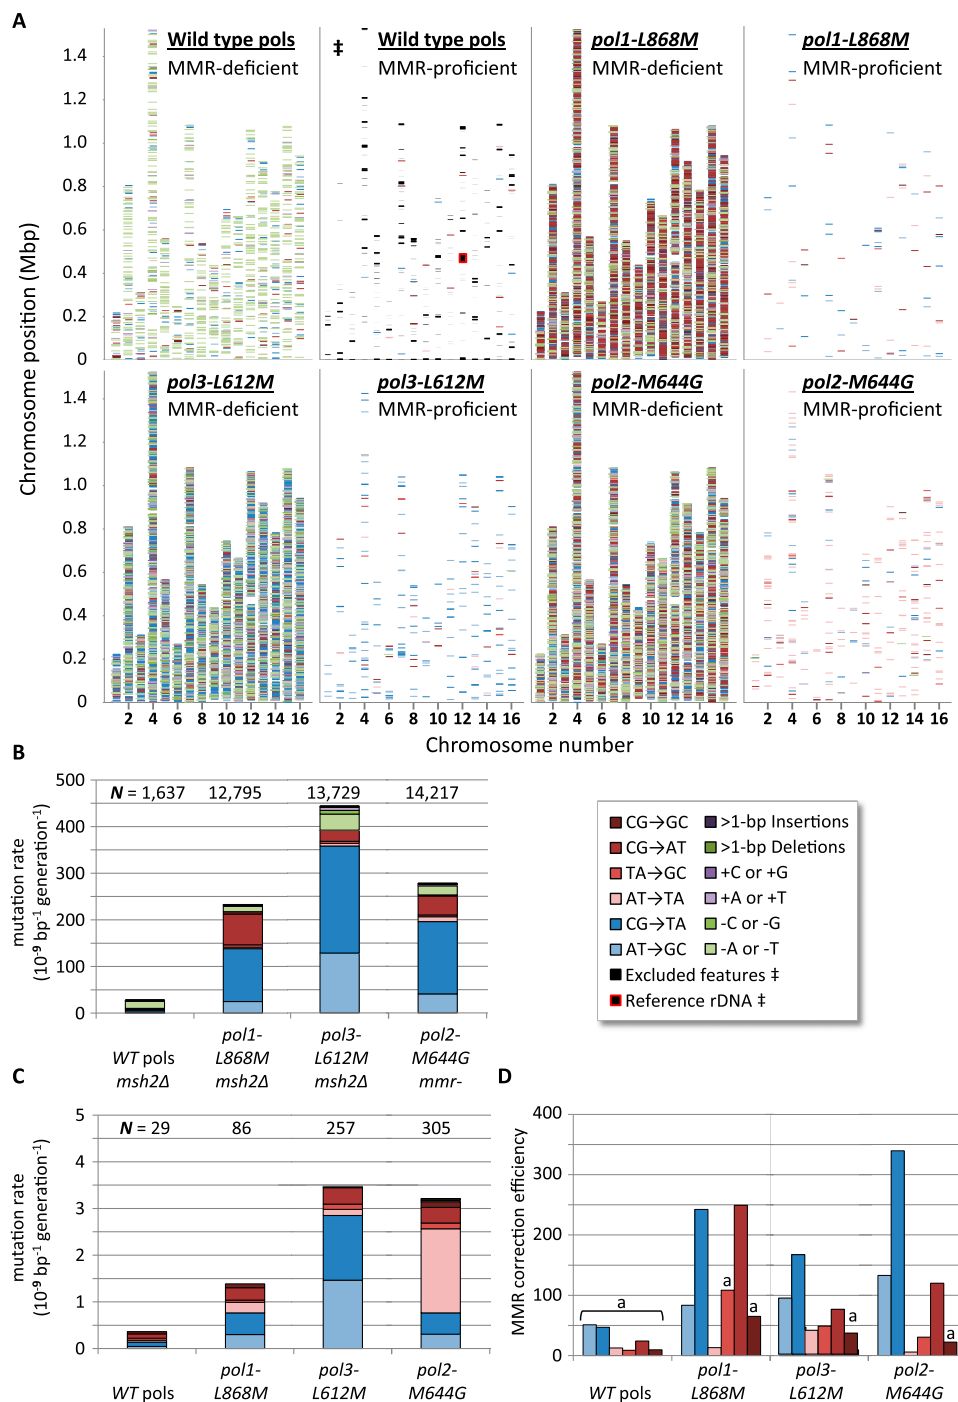 A
Wild type pols
MMR-deficient
‡
Wild type pols
MMR-proficient
pol1-L868M
MMR-deficient
pol1-L868M
MMR-proficient
1.4
1.2
1.0
0.8
0.6
0.4
0.2
0
Chromosome position (Mbp)
pol3-L612M
MMR-deficient
pol3-L612M
MMR-proficient
pol2-M644G
MMR-deficient
pol2-M644G
MMR-proficient
1.4
1.2
1.0
0.8
0.6
0.4
0.2
0
2 4 6 8 10 12 14 16
2 4 6 8 10 12 14 16
2 4 6 8 10 12 14 16
2 4 6 8 10 12 14 16
Chromosome number
B
mutation rate
(10-9 bp-1 generation-1)
500
400
300
200
100
0
N = 1,637 12,795 13,729 14,217
WT pols
msh2Δ
pol1-
L868M
msh2Δ
pol3-
L612M
msh2Δ
pol2-
M644G
mmr-
CG→GC
CG→AT
TA→GC
AT→TA
CG→TA
AT→GC
>1-bp Insertions
>1-bp Deletions
+C or +G
+A or +T
-C or -G
-A or -T
Excluded features ‡
Reference rDNA ‡
C
mutation rate
(10-9 bp-1 generation-1)
5
4
3
2
1
0
N = 29 86 257 305
WT pols
pol1-
L868M
pol3-
L612M
pol2-
M644G
D
MMR correction efficiency
400
300
200
100
0
a
a
a
a
a
WT pols
pol1-
L868M
pol3-
L612M
pol2-
M644G